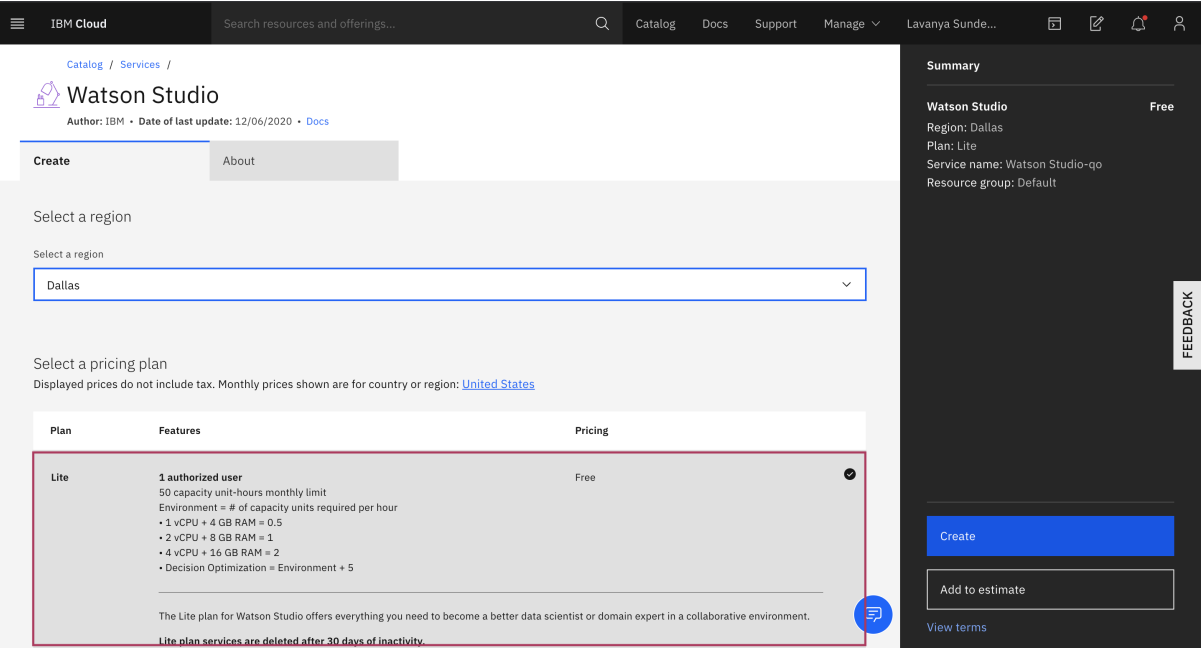 IBM Cloud
Search resources and offerings...
Catalog
Docs
Support
Manage
Lavanya Sunde...
Catalog / Services /
Watson Studio
Author: IBM • Date of last update: 12/06/2020 • Docs
Create
About
Select a region
Select a region
Dallas
Select a pricing plan
Displayed prices do not include tax. Monthly prices shown are for country or region: United States
Plan
Features
Pricing
Lite
1 authorized user
Free
50 capacity unit-hours monthly limit
Environment = # of capacity units required per hour
• 1 vCPU + 4 GB RAM = 0.5
• 2 vCPU + 8 GB RAM = 1
• 4 vCPU + 16 GB RAM = 2
• Decision Optimization = Environment + 5
The Lite plan for Watson Studio offers everything you need to become a better data scientist or domain expert in a collaborative environment.
Lite plan services are deleted after 30 days of inactivity.
Summary
Watson Studio
Free
Region: Dallas
Plan: Lite
Service name: Watson Studio-qo
Resource group: Default
FEEDBACK
Create
Add to estimate
View terms